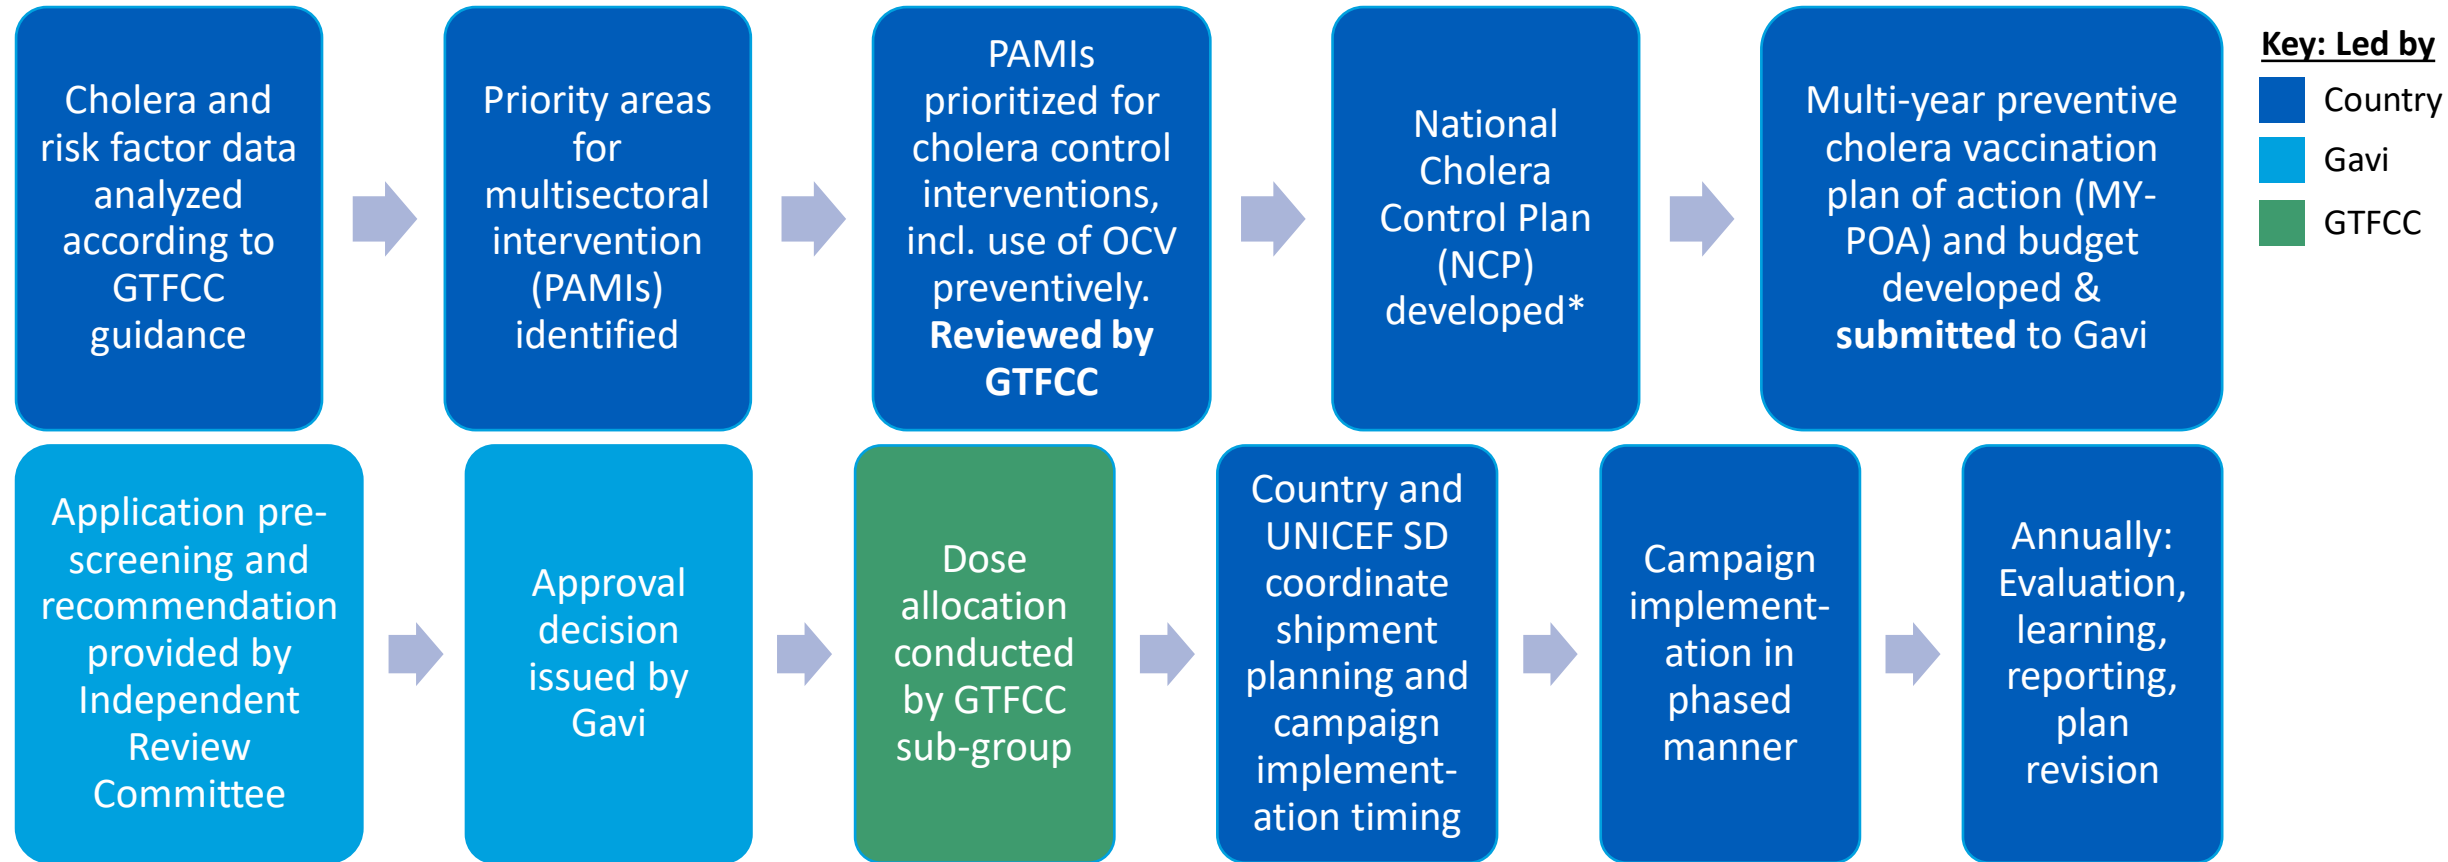 Cholera and
risk factor data
analyzed
according to
GTFCC
guidance
Priority areas
for
multisectoral
intervention
(PAMIs)
identified
PAMIs
prioritized for
cholera control
interventions,
incl. use of OCV
preventively.
Reviewed by
GTFCC
National
Cholera
Control Plan
(NCP)
developed*
Multi-year preventive
cholera vaccination
plan of action (MY-
POA) and budget
developed &
submitted to Gavi
Key: Led by
Country
Gavi
GTFCC
Application pre-
screening and
recommendation
provided by
Independent
Review
Committee
Approval
decision
issued by
Gavi
Dose
allocation
conducted
by GTFCC
sub-group
Country and
UNICEF SD
coordinate
shipment
planning and
campaign
implement-
ation timing
Campaign
implement-
ation in
phased
manner
Annually:
Evaluation,
learning,
reporting,
plan
revision